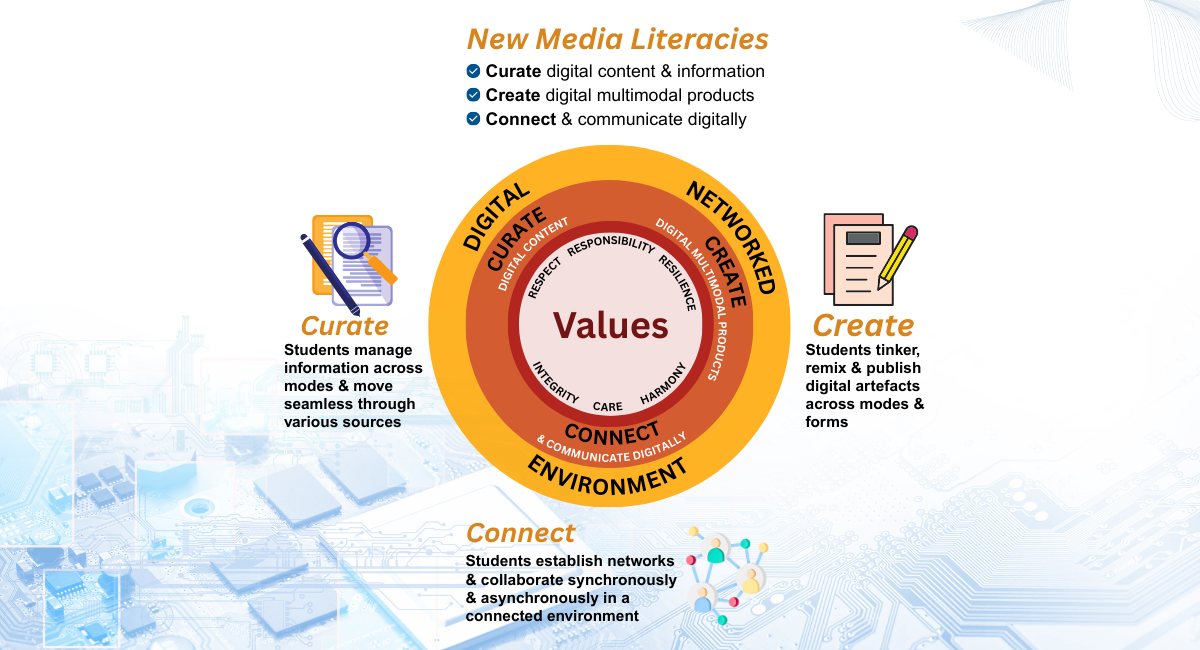 New Media Literacies
Curate digital content & information
Create digital multimodal products
Connect & communicate digitally
DIGITAL
NETWORKED
ENVIRONMENT
CURATE
DIGITAL CONTENT
CREATE
DIGITAL MULTIMODAL PRODUCTS
CONNECT
& COMMUNICATE DIGITALLY
RESPECT
RESPONSIBILITY
RESILIENCE
Values
INTEGRITY
CARE
HARMONY
Curate
Students manage
information across
modes & move
seamless through
various sources
Create
Students tinker,
remix & publish
digital artefacts
across modes &
forms
Connect
Students establish networks
& collaborate synchronously
& asynchronously in a
connected environment